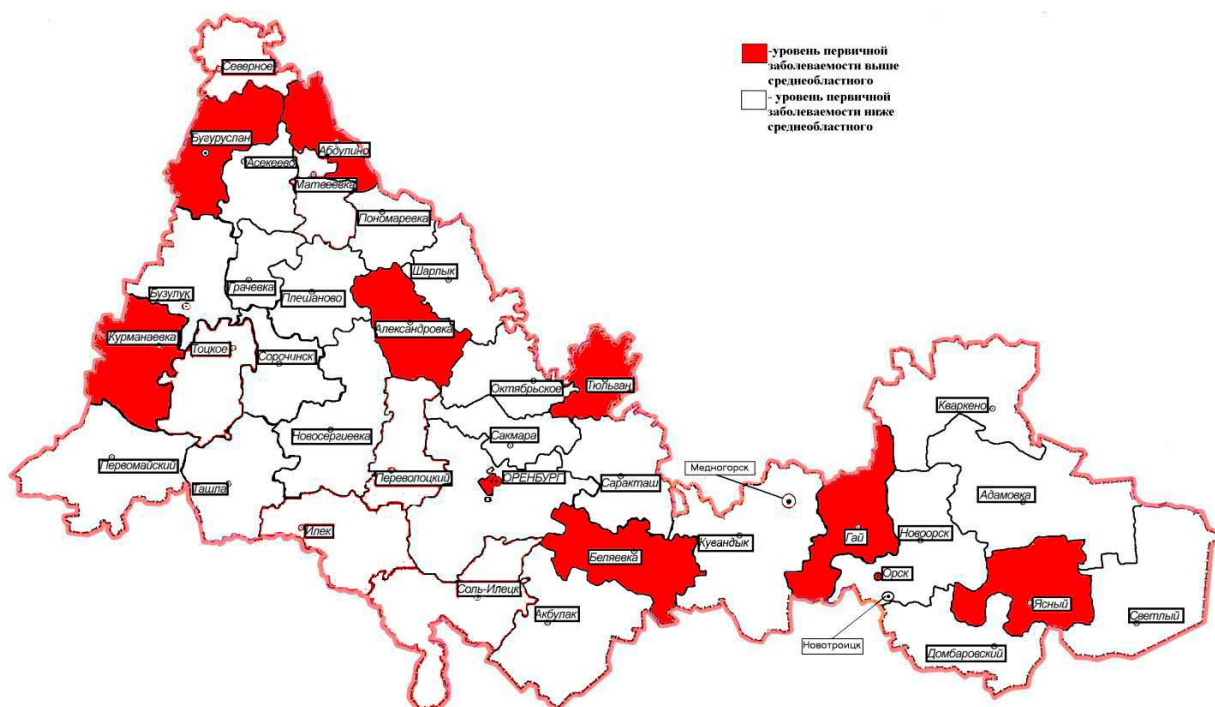 -уровень первичной
заболеваемости выше
среднеобластного
- уровень первичной
заболеваемости ниже
среднеобластного
Северное
Бугуруслан
Абдулино
Асекеево
Матвеевка
Пономаревка
Шарлык
Грачевка
Плешаново
Бузулук
Александровка
Курманаевка
Тоцкое
Сорочинск
Октябрьское
Тюльган
Кваркено
Новосергиевка
Сакмара
Первомайский
Медногорск
Ташла
Переволоцкий
ОРЕНБУРГ
Саракташ
Адамовка
Илек
Гай
Новоорск
Беляевка
Кувандык
Орск
Соль-Илецк
Ясный
Акбулак
Светлый
Новотроицк
Домбаровский